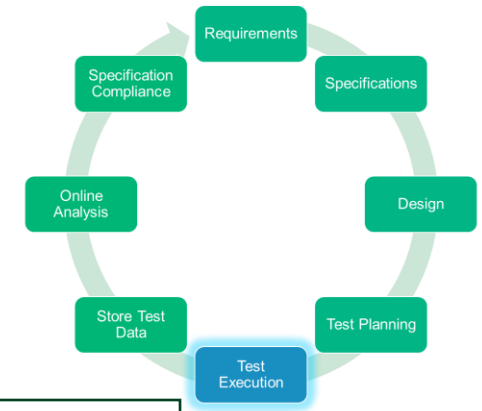 Requirements
Specifications
Design
Test Planning
Test
Execution
Store Test
Data
Online
Analysis
Specification
Compliance